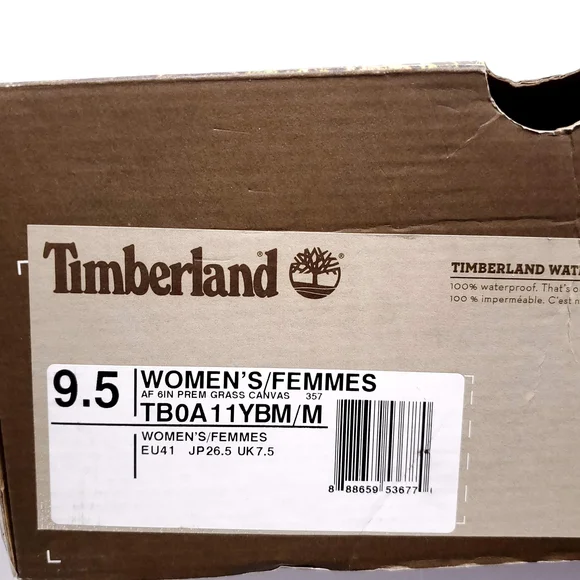 Timberland®
®
TIMBERLAND
100% waterproof. That's
100 % imperméable. C'est
9.5
WOMEN'S/FEMMES
AF 6IN PREM GRASS CANVAS 357
TB0A11YBM/M
WOMEN'S/FEMMES
EU41 JP26.5 UK7.5
8 88659 53677